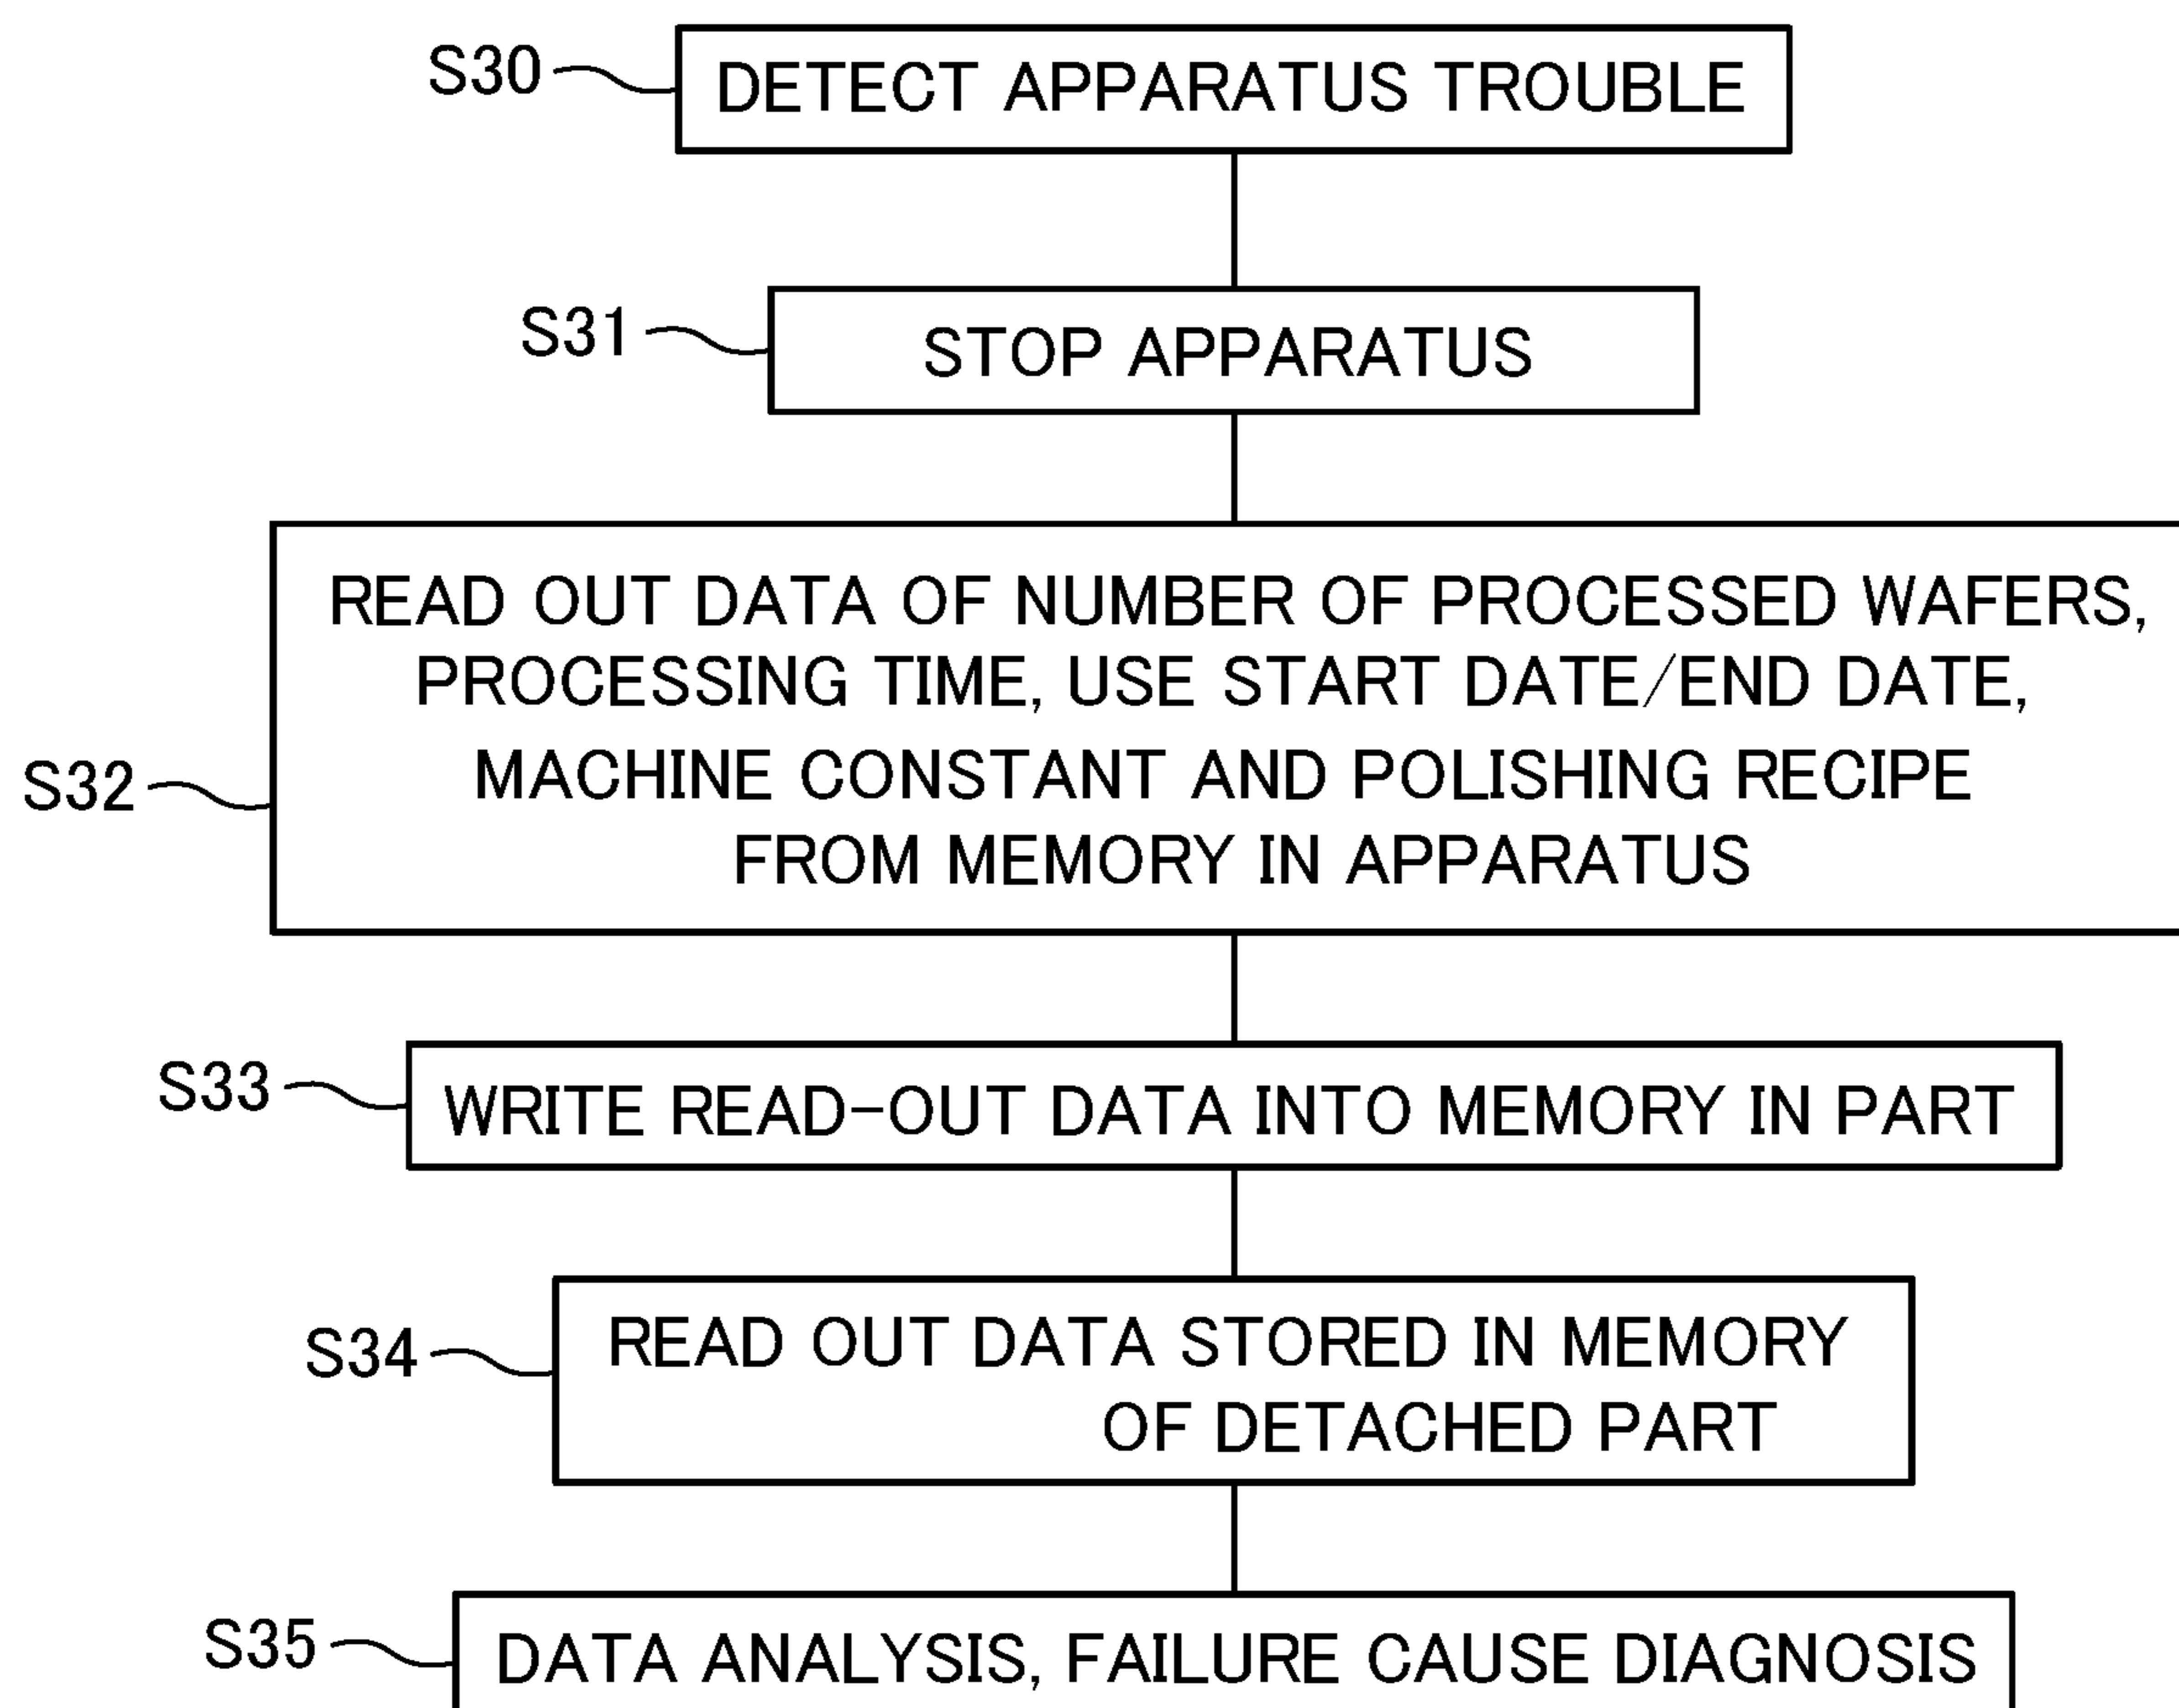 S30 DETECT APPARATUS TROUBLE
S31 STOP APPARATUS
READ OUT DATA OF NUMBER OF PROCESSED WAFERS,
PROCESSING TIME, USE START DATE/END DATE,
S32 MACHINE CONSTANT AND POLISHING RECIPE
FROM MEMORY IN APPARATUS
S33 WRITE READ-OUT DATA INTO MEMORY IN PART
S34 READ OUT DATA STORED IN MEMORY
OF DETACHED PART
S35 DATA ANALYSIS, FAILURE CAUSE DIAGNOSIS